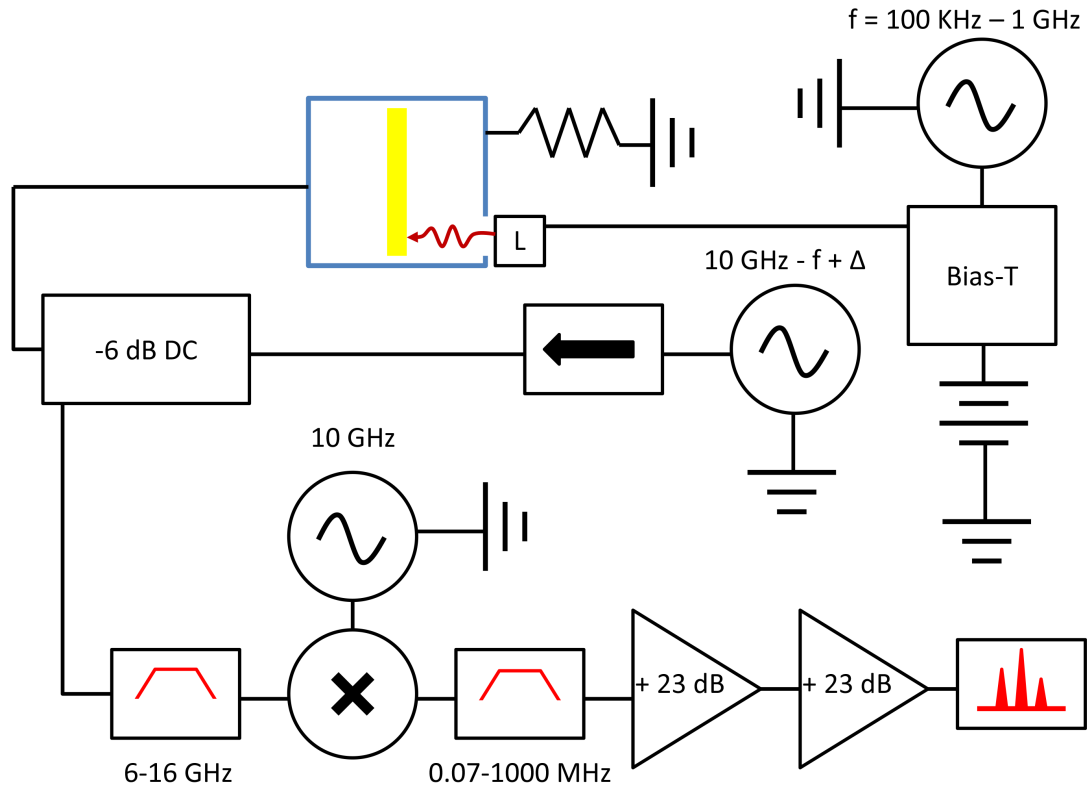 f = 100 KHz – 1 GHz
L
10 GHz - f + Δ
Bias-T
-6 dB DC
10 GHz
+ 23 dB
+ 23 dB
6-16 GHz
0.07-1000 MHz